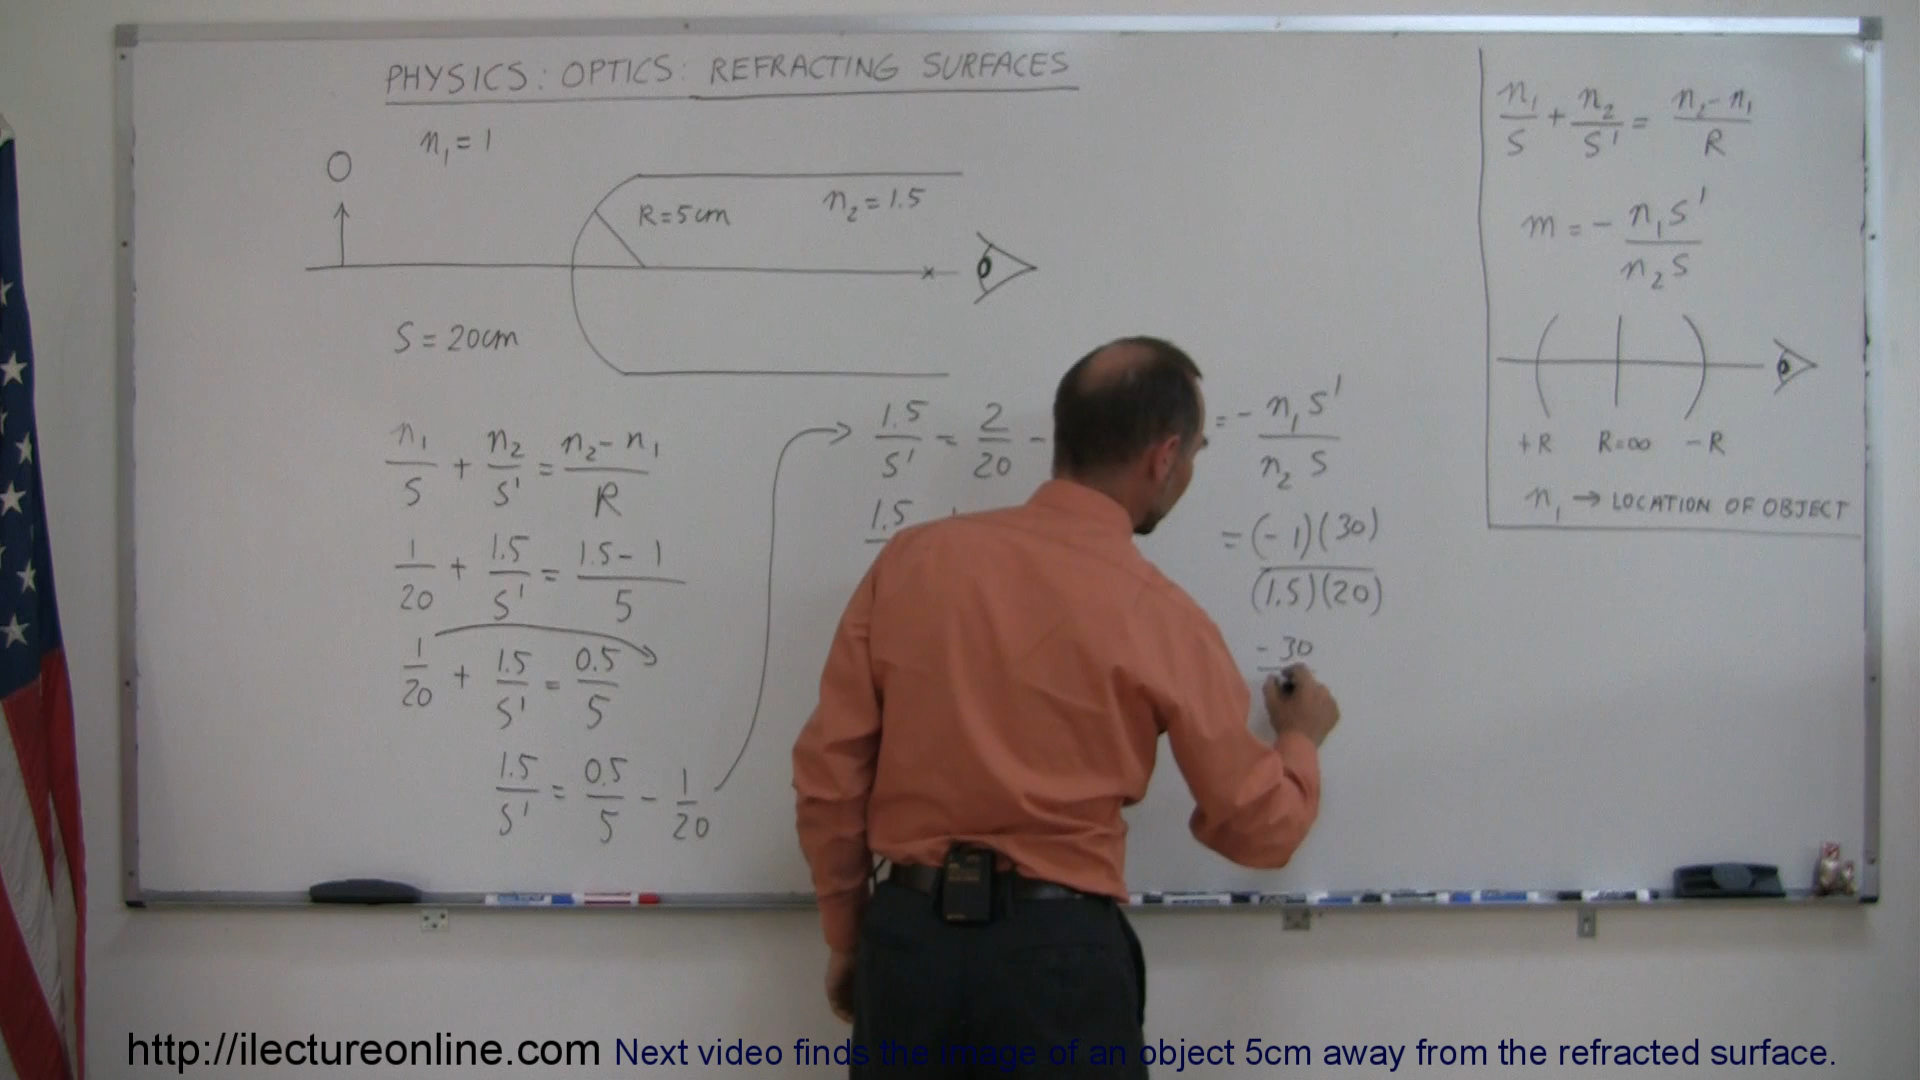 PHYSICS: OPTICS: REFRACTING SURFACES
n₁ = 1
O
R = 5cm
n₂ = 1.5
S = 20cm
n₁/S + n₂/S' = (n₂ - n₁)/R
1/20 + 1.5/S' = (1.5 - 1)/5
1/20 + 1.5/S' = 0.5/5
1.5/S' = 0.5/5 - 1/20
1.5/S' = 2/20 -
1.5
= - n₁S'/n₂ S
= (-1)(30)/(1.5)(20)
-30
n₁/S + n₂/S' = (n₂ - n₁)/R
m = - n₁S'/n₂S
+R R=∞ -R
n₁ → LOCATION OF OBJECT
http://ilectureonline.com Next video finds the image of an object 5cm away from the refracted surface.